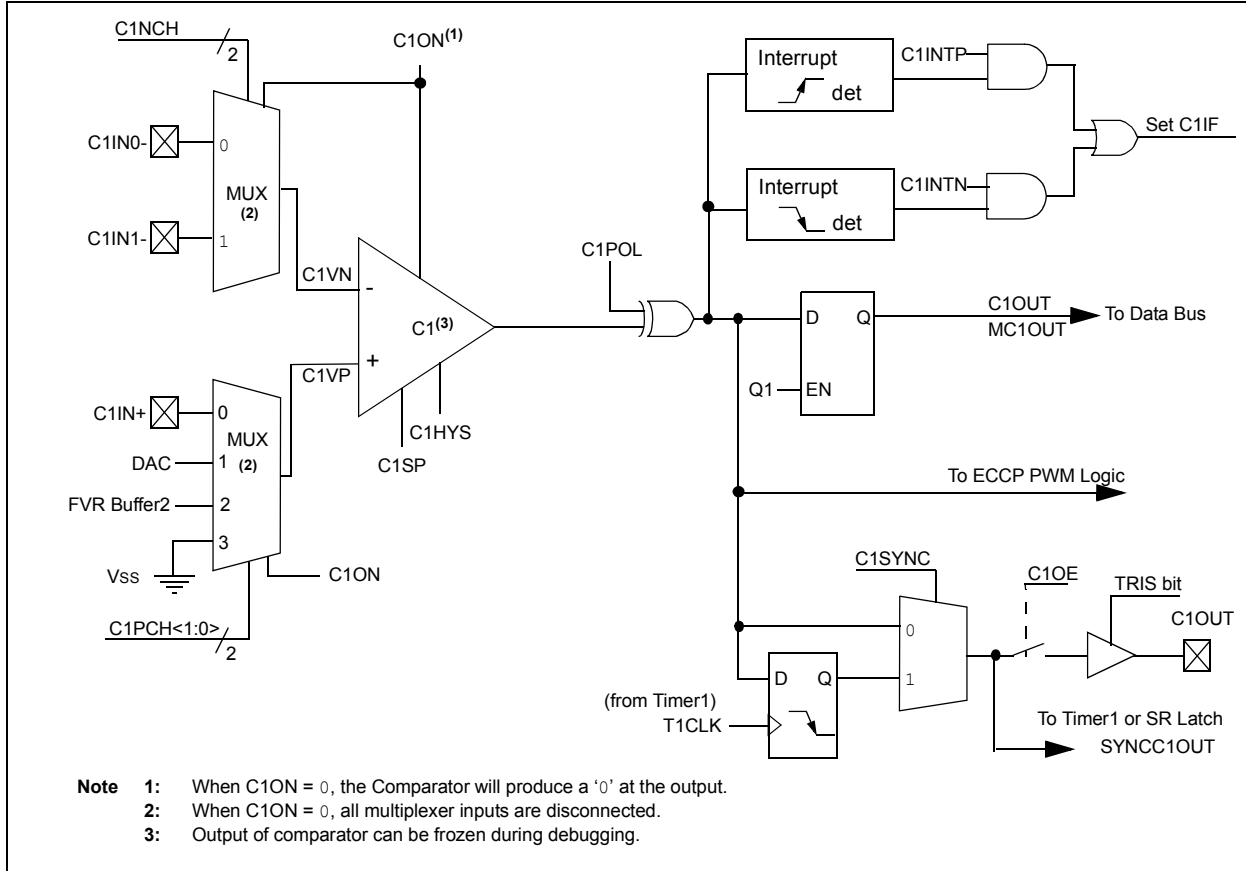 C1NCH
2
C1ON(1)
C1IN0-
0
MUX
(2)
C1IN1-
1
C1VN
-
C1(3)
+
C1VP
C1HYS
C1SP
C1IN+
0
MUX
(2)
DAC
1
FVR Buffer2
2
3
VSS
C1ON
C1PCH<1:0>
2
C1POL
Interrupt
det
C1INTP
Interrupt
det
C1INTN
Set C1IF
D Q
Q1
EN
C1OUT
MC1OUT
To Data Bus
To ECCP PWM Logic
C1SYNC
0
1
C1OE
TRIS bit
C1OUT
D Q
(from Timer1)
T1CLK
To Timer1 or SR Latch
SYNCC1OUT
Note 1: When C1ON = 0, the Comparator will produce a ‘0’ at the output.
2: When C1ON = 0, all multiplexer inputs are disconnected.
3: Output of comparator can be frozen during debugging.